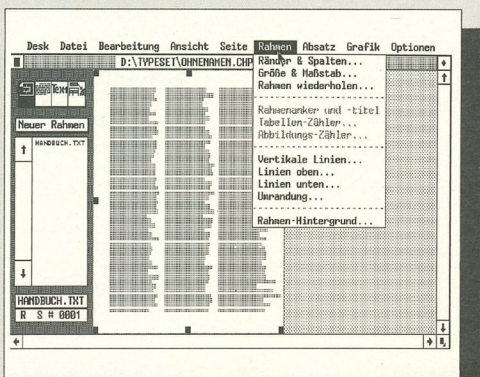 Desk Datei Bearbeitung Ansicht Seite Rahmen Absatz Grafik Optionen
D:\TYPESET\OHNENAMEN.CHP
Text
Neuer Rahmen
HANDBUCH.TXT
HANDBUCH.TXT
R S # 0001
Ränder & Spalten...
Größe & Maßstab...
Rahmen wiederholen...
Rahmenanker und -titel
Tabellen-Zähler...
Abbildungs-Zähler...
Vertikale Linien...
Linien oben...
Linien unten...
Umrandung...
Rahmen-Hintergrund...